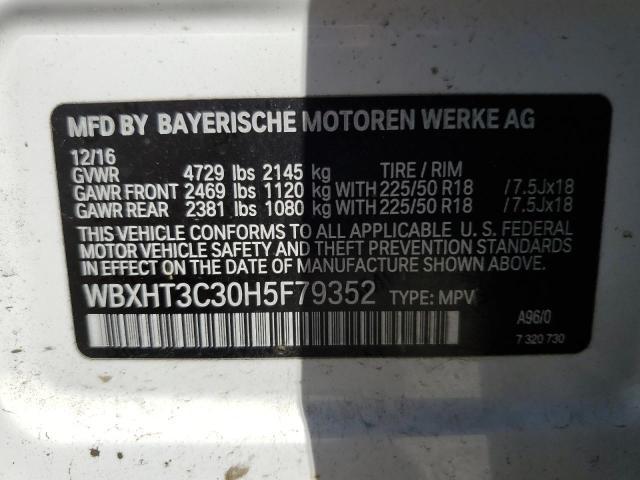 MFD BY BAYERISCHE MOTOREN WERKE AG
12/16
GVWR 4729 lbs 2145 kg TIRE / RIM
GAWR FRONT 2469 lbs 1120 kg WITH 225/50 R18 / 7.5Jx18
GAWR REAR 2381 lbs 1080 kg WITH 225/50 R18 / 7.5Jx18
THIS VEHICLE CONFORMS TO ALL APPLICABLE U. S. FEDERAL
MOTOR VEHICLE SAFETY AND THEFT PREVENTION STANDARDS
IN EFFECT ON THE DATE OF MANUFACTURE SHOWN ABOVE.
WBXHT3C30H5F79352 TYPE: MPV
A96/0
7 320 730